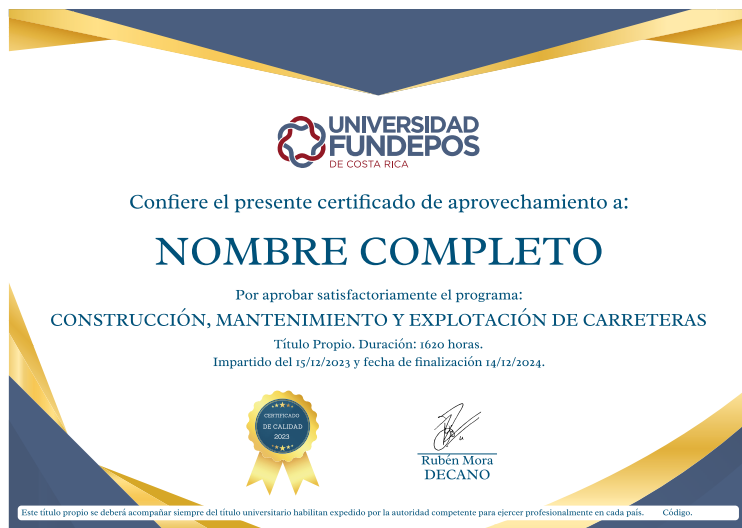 UNIVERSIDAD
FUNDEPOS
DE COSTA RICA
Confiere el presente certificado de aprovechamiento a:
NOMBRE COMPLETO
Por aprobar satisfactoriamente el programa:
CONSTRUCCIÓN, MANTENIMIENTO Y EXPLOTACIÓN DE CARRETERAS
Título Propio. Duración: 1620 horas.
Impartido del 15/12/2023 y fecha de finalización 14/12/2024.
CERTIFICADO
DE CALIDAD
2023
Rubén Mora
DECANO
Este título propio se deberá acompañar siempre del título universitario habilitan expedido por la autoridad competente para ejercer profesionalmente en cada país. Código.